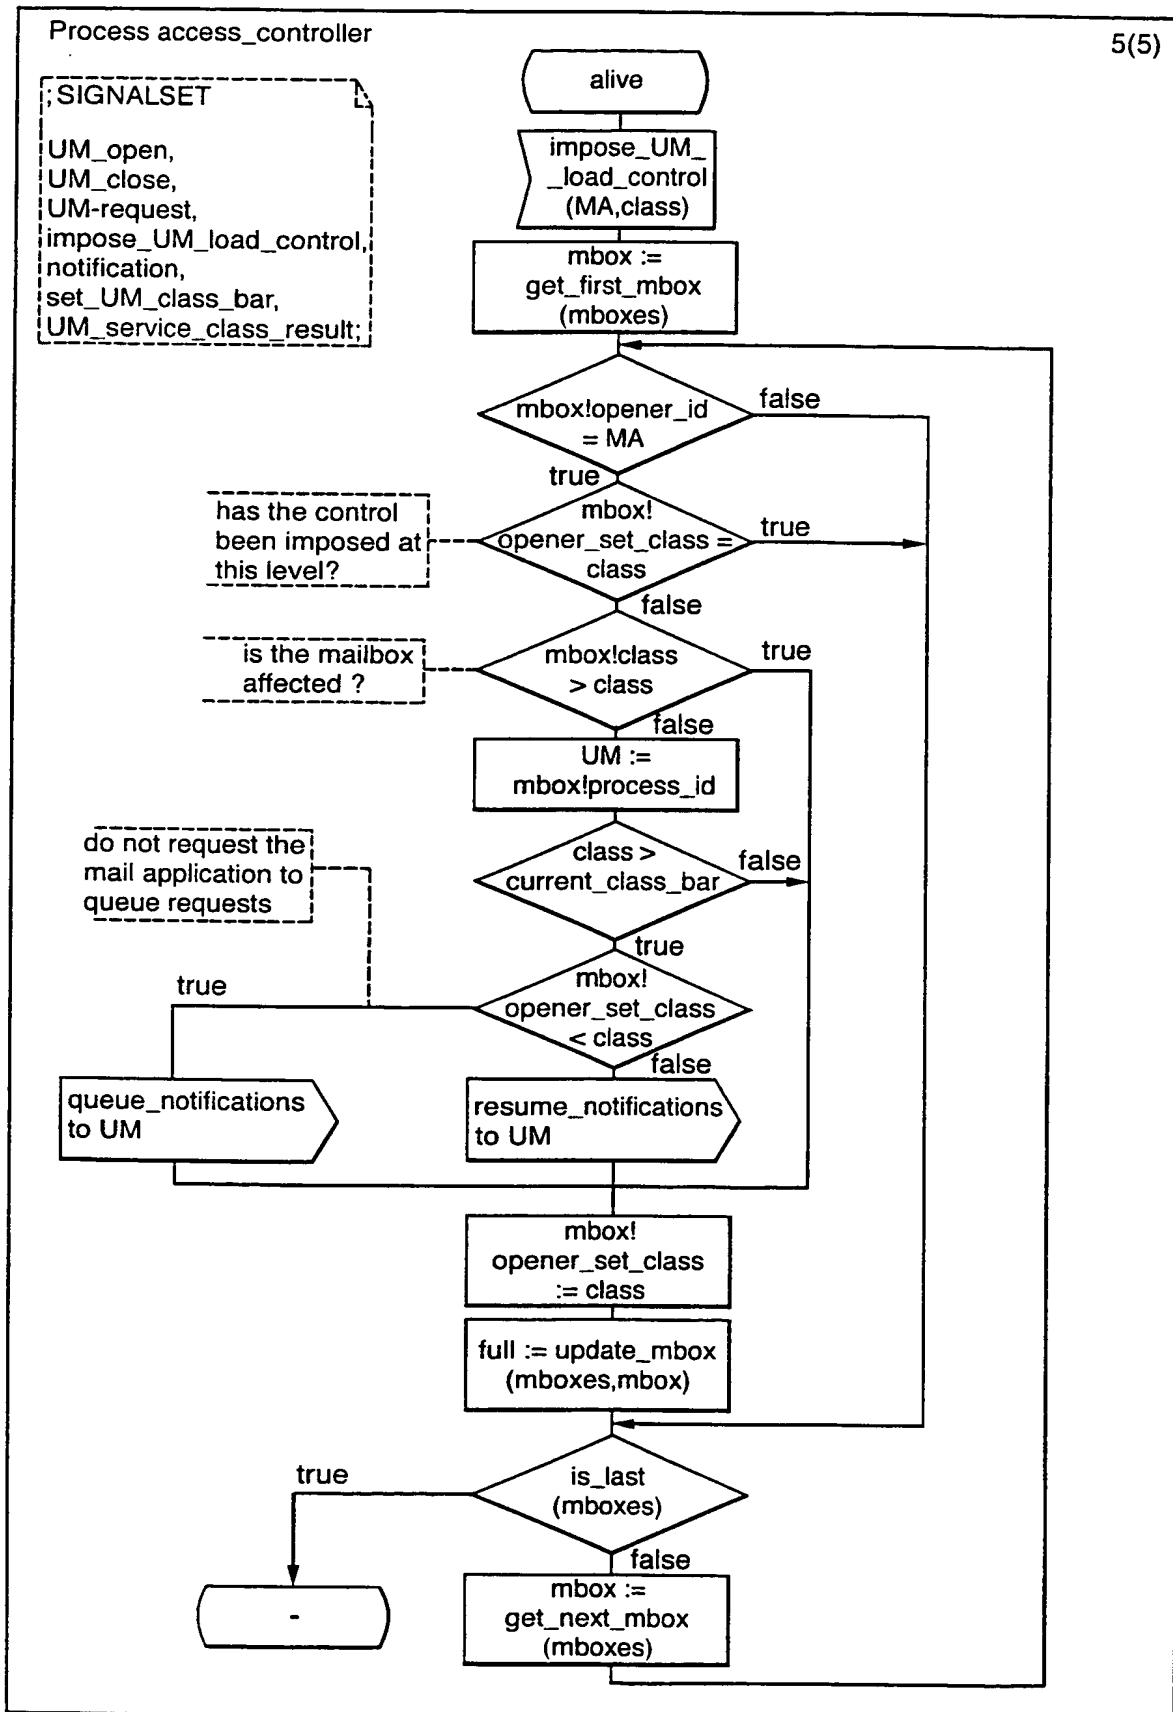 Process access_controller
5(5)
; SIGNALSET
UM_open,
UM_close,
UM-request,
impose_UM_load_control,
notification,
set_UM_class_bar,
UM_service_class_result;
alive
impose_UM_
_load_control
(MA,class)
mbox :=
get_first_mbox
(mboxes)
mbox!opener_id
= MA
false
true
has the control
been imposed at
this level?
mbox!
opener_set_class =
class
true
false
is the mailbox
affected ?
mbox!class
> class
true
false
UM :=
mbox!process_id
do not request the
mail application to
queue requests
class >
current_class_bar
false
true
mbox!
opener_set_class
< class
true
false
queue_notifications
to UM
resume_notifications
to UM
mbox!
opener_set_class
:= class
full := update_mbox
(mboxes,mbox)
is_last
(mboxes)
true
false
-
mbox :=
get_next_mbox
(mboxes)